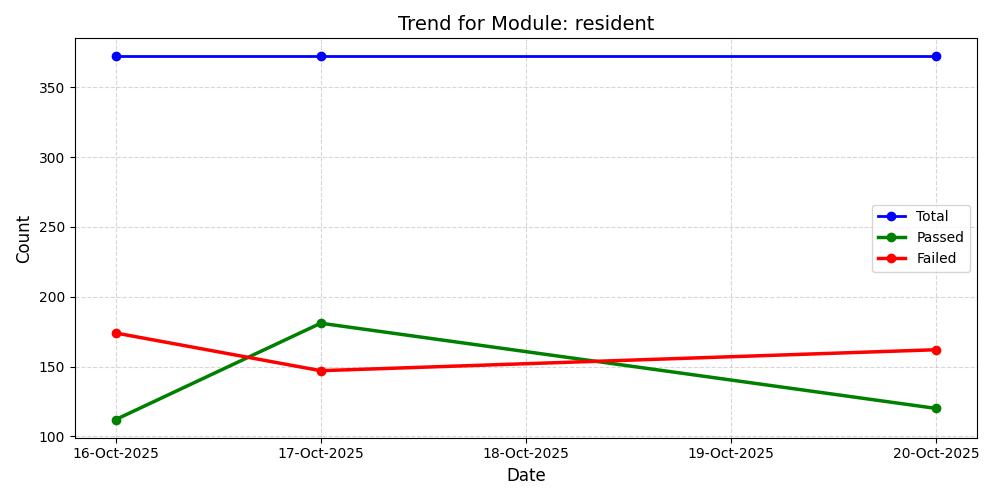 Trend for Module: resident
Count
350
300
250
200
150
100
Total
Passed
Failed
16-Oct-2025 17-Oct-2025 18-Oct-2025 19-Oct-2025 20-Oct-2025
Date